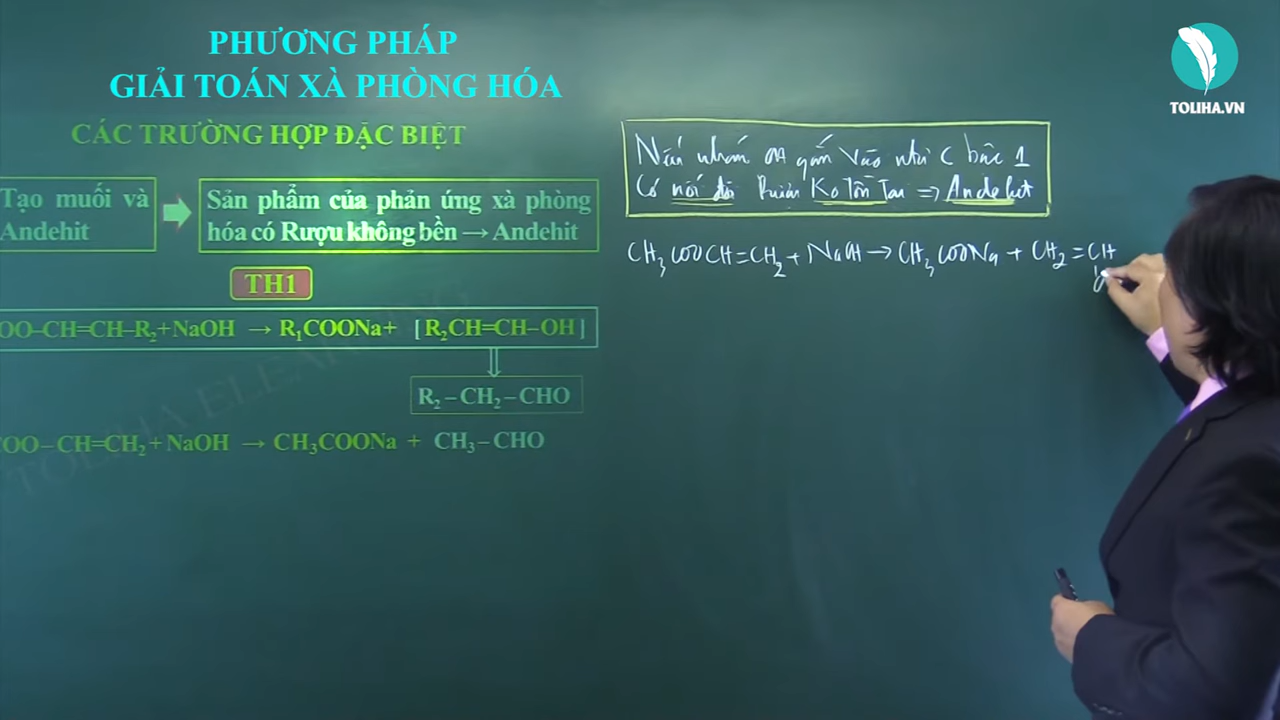 PHƯƠNG PHÁP
GIẢI TOÁN XÀ PHÒNG HÓA
TOLIHA.VN
CÁC TRƯỜNG HỢP ĐẶC BIỆT
Tạo muối và
Andehit
Sản phẩm của phản ứng xà phòng
hóa có Rượu không bền → Andehit
TH1
OO–CH=CH–R₂+NaOH → R₁COONa+ [R₂CH=CH–OH]
R₂–CH₂–CHO
OO–CH=CH₂+NaOH → CH₃COONa + CH₃–CHO
Nếu nhóm OH gắn vào C bậc 1
Có nối đôi Ko Tồn Tại ⇒ Andehit
CH₃COOCH=CH₂ + NaOH → CH₃COONa + CH₂=CH